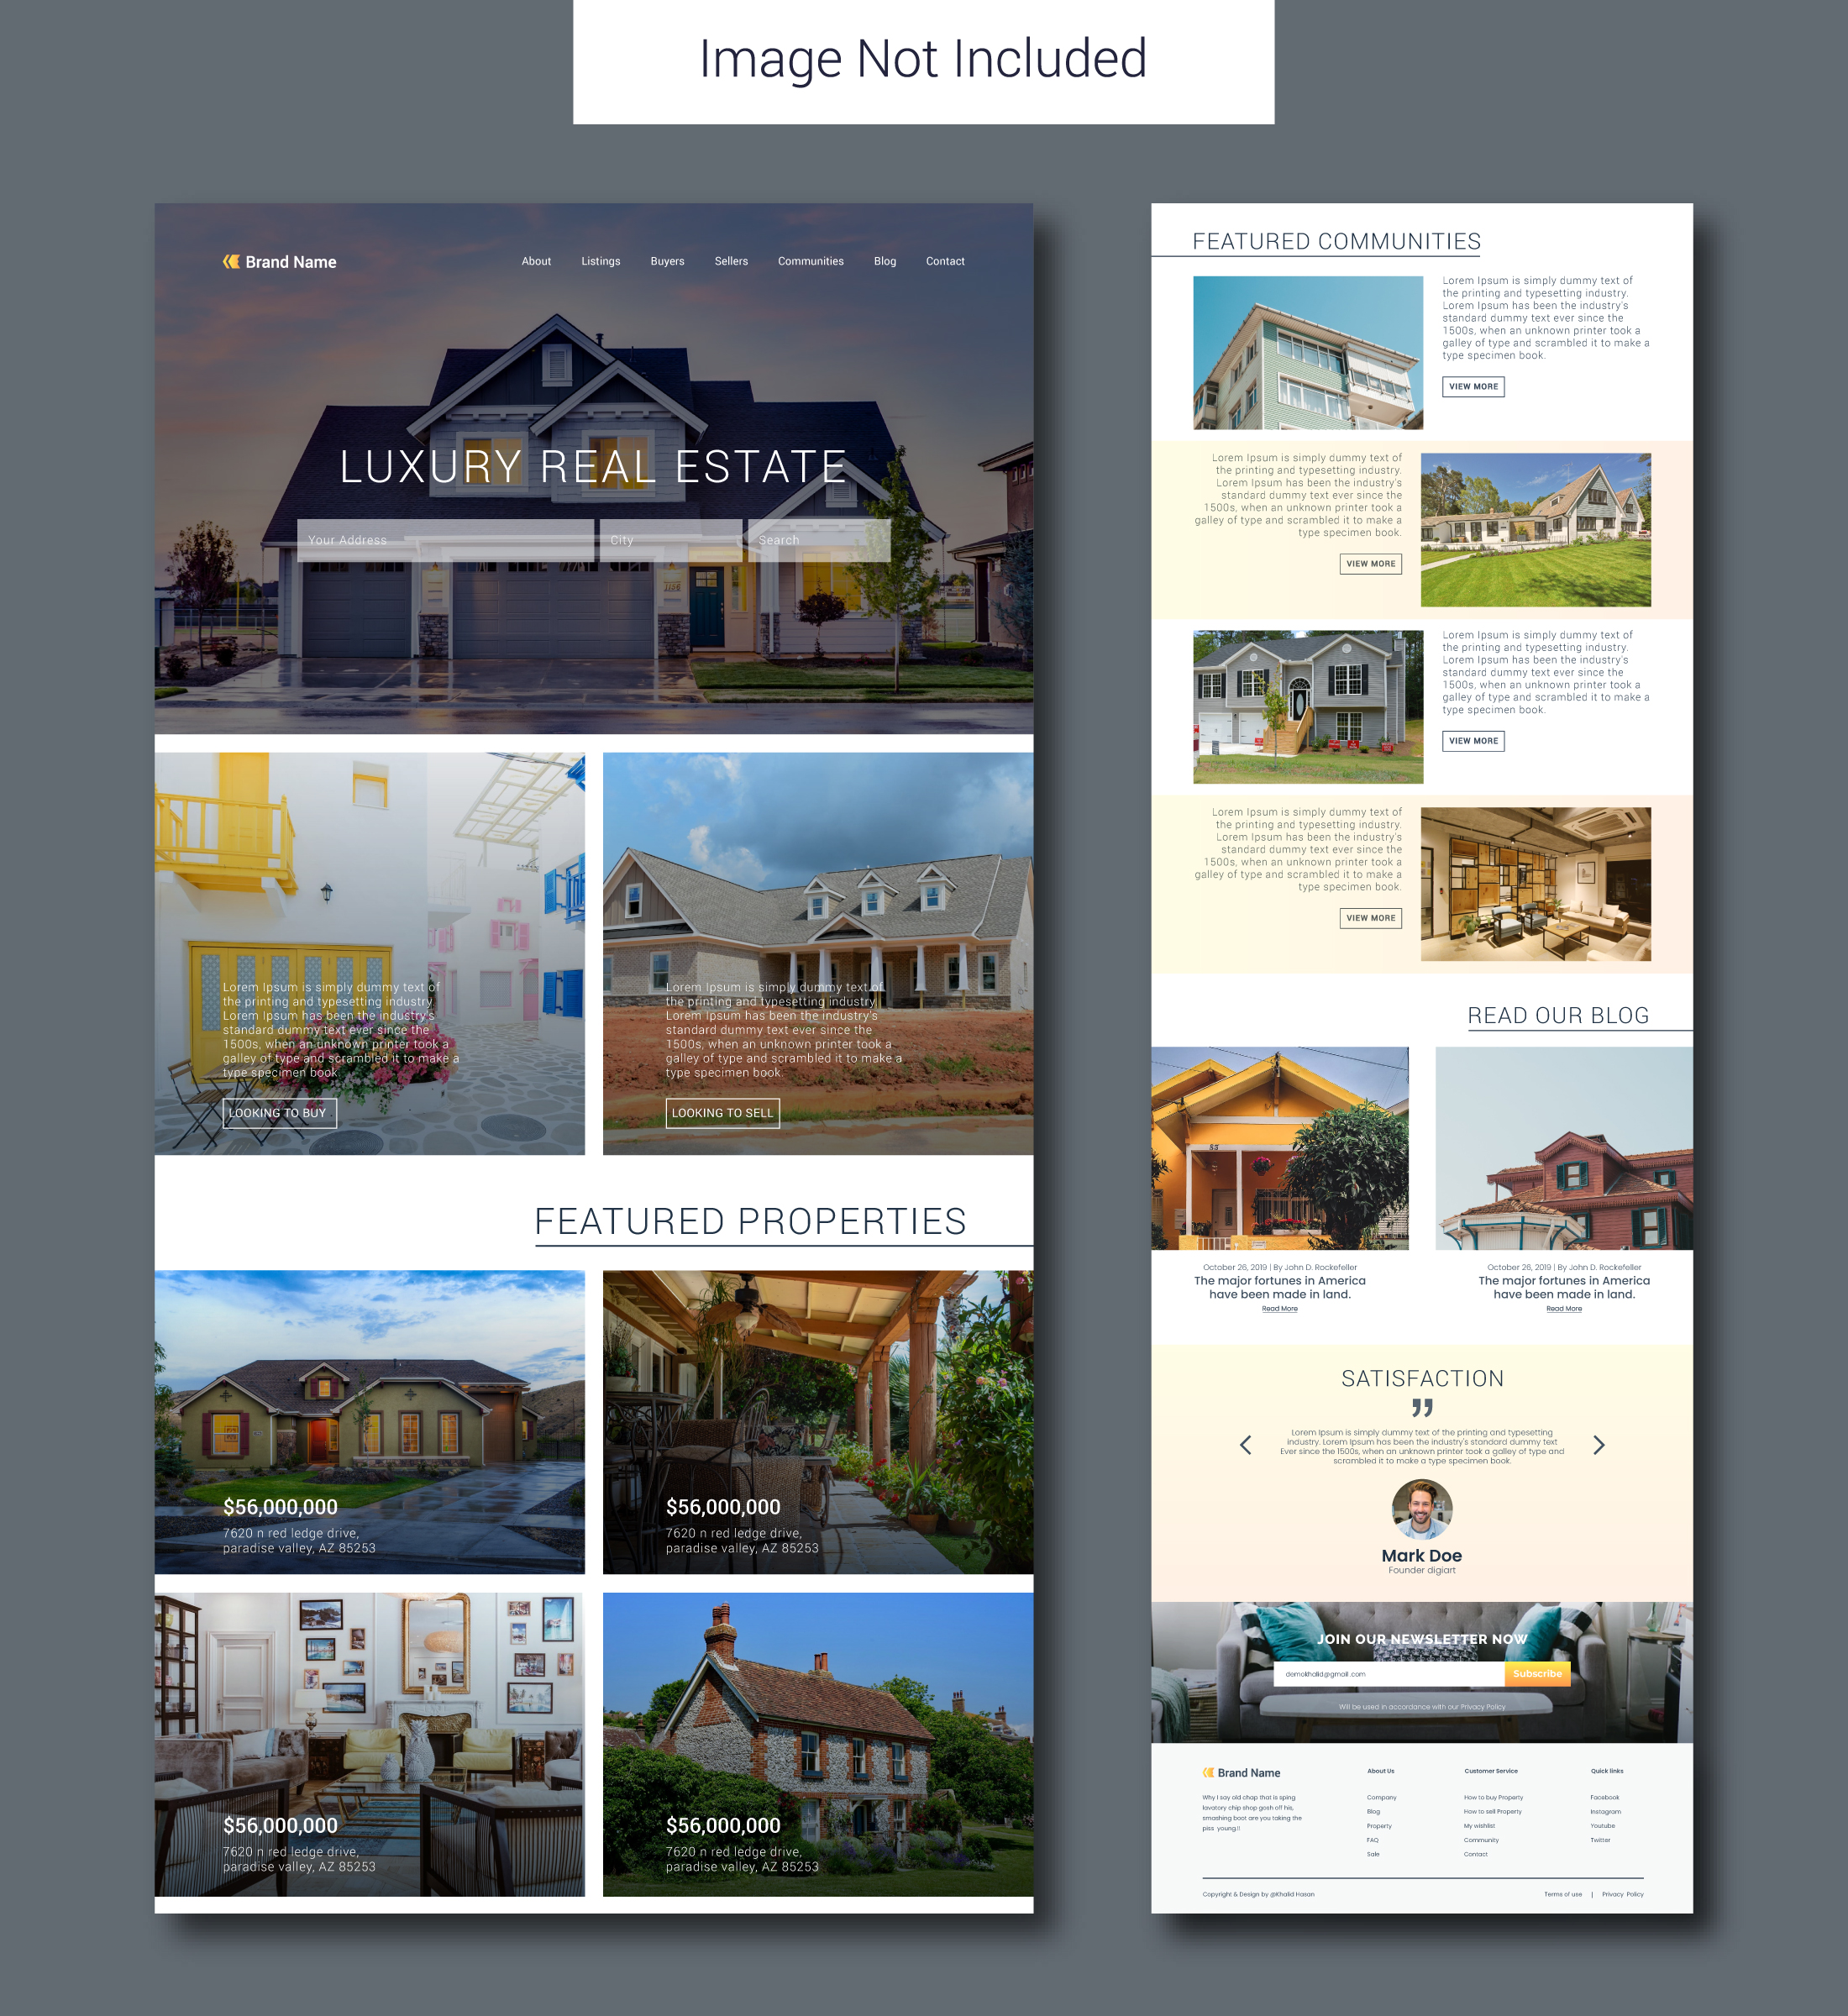 Image Not Included
Brand Name
About Listings Buyers Sellers Communities Blog Contact
LUXURY REAL ESTATE
Your Address City Search
1106
Lorem Ipsum is simply dummy text of
the printing and typesetting industry
Lorem Ipsum has been the industry's
standard dummy text ever since the
1500s, when an unknown printer took a
galley of type and scrambled it to make a
type specimen book.
LOOKING TO BUY
Lorem Ipsum is simply dummy text of
the printing and typesetting industry.
Lorem Ipsum has been the industry's
standard dummy text ever since the
1500s, when an unknown printer took a
galley of type and scrambled it to make a
type specimen book.
LOOKING TO SELL
FEATURED PROPERTIES
$56,000,000
7620 n red ledge drive,
paradise valley, AZ 85253
$56,000,000
7620 n red ledge drive,
paradise valley, AZ 85253
$56,000,000
7620 n red ledge drive,
paradise valley, AZ 85253
$56,000,000
7620 n red ledge drive,
paradise valley, AZ 85253
FEATURED COMMUNITIES
Lorem Ipsum is simply dummy text of
the printing and typesetting industry.
Lorem Ipsum has been the industry's
standard dummy text ever since the
1500s, when an unknown printer took a
galley of type and scrambled it to make a
type specimen book.
VIEW MORE
Lorem Ipsum is simply dummy text of
the printing and typesetting industry.
Lorem Ipsum has been the industry's
standard dummy text ever since the
1500s, when an unknown printer took a
galley of type and scrambled it to make a
type specimen book.
VIEW MORE
Lorem Ipsum is simply dummy text of
the printing and typesetting industry.
Lorem Ipsum has been the industry's
standard dummy text ever since the
1500s, when an unknown printer took a
galley of type and scrambled it to make a
type specimen book.
VIEW MORE
Lorem Ipsum is simply dummy text of
the printing and typesetting industry.
Lorem Ipsum has been the industry's
standard dummy text ever since the
1500s, when an unknown printer took a
galley of type and scrambled it to make a
type specimen book.
VIEW MORE
READ OUR BLOG
53
October 26, 2019 | By John D. Rockefeller
The major fortunes in America
have been made in land.
Read More
October 26, 2019 | By John D. Rockefeller
The major fortunes in America
have been made in land.
Read More
SATISFACTION
Lorem Ipsum is simply dummy text of the printing and typesetting
industry. Lorem Ipsum has been the industry's standard dummy text
Ever since the 1500s, when an unknown printer took a galley of type and
scrambled it to make a type specimen book.
Mark Doe
Founder digiart
JOIN OUR NEWSLETTER NOW
demokhalid@gmail.com Subscribe
Will be used in accordance with our Privacy Policy
Brand Name
Why I say old chap that is sping
lavatory chip shop gosh off his,
smashing boot are you taking the
piss young.!!
About Us
Company
Blog
Property
FAQ
Sale
Customer Service
How to buy Property
How to sell Property
My wishlist
Community
Contact
Quick links
Facebook
Instagram
Youtube
Twitter
Copyright & Design by @Khalid Hasan
Terms of use | Privacy Policy